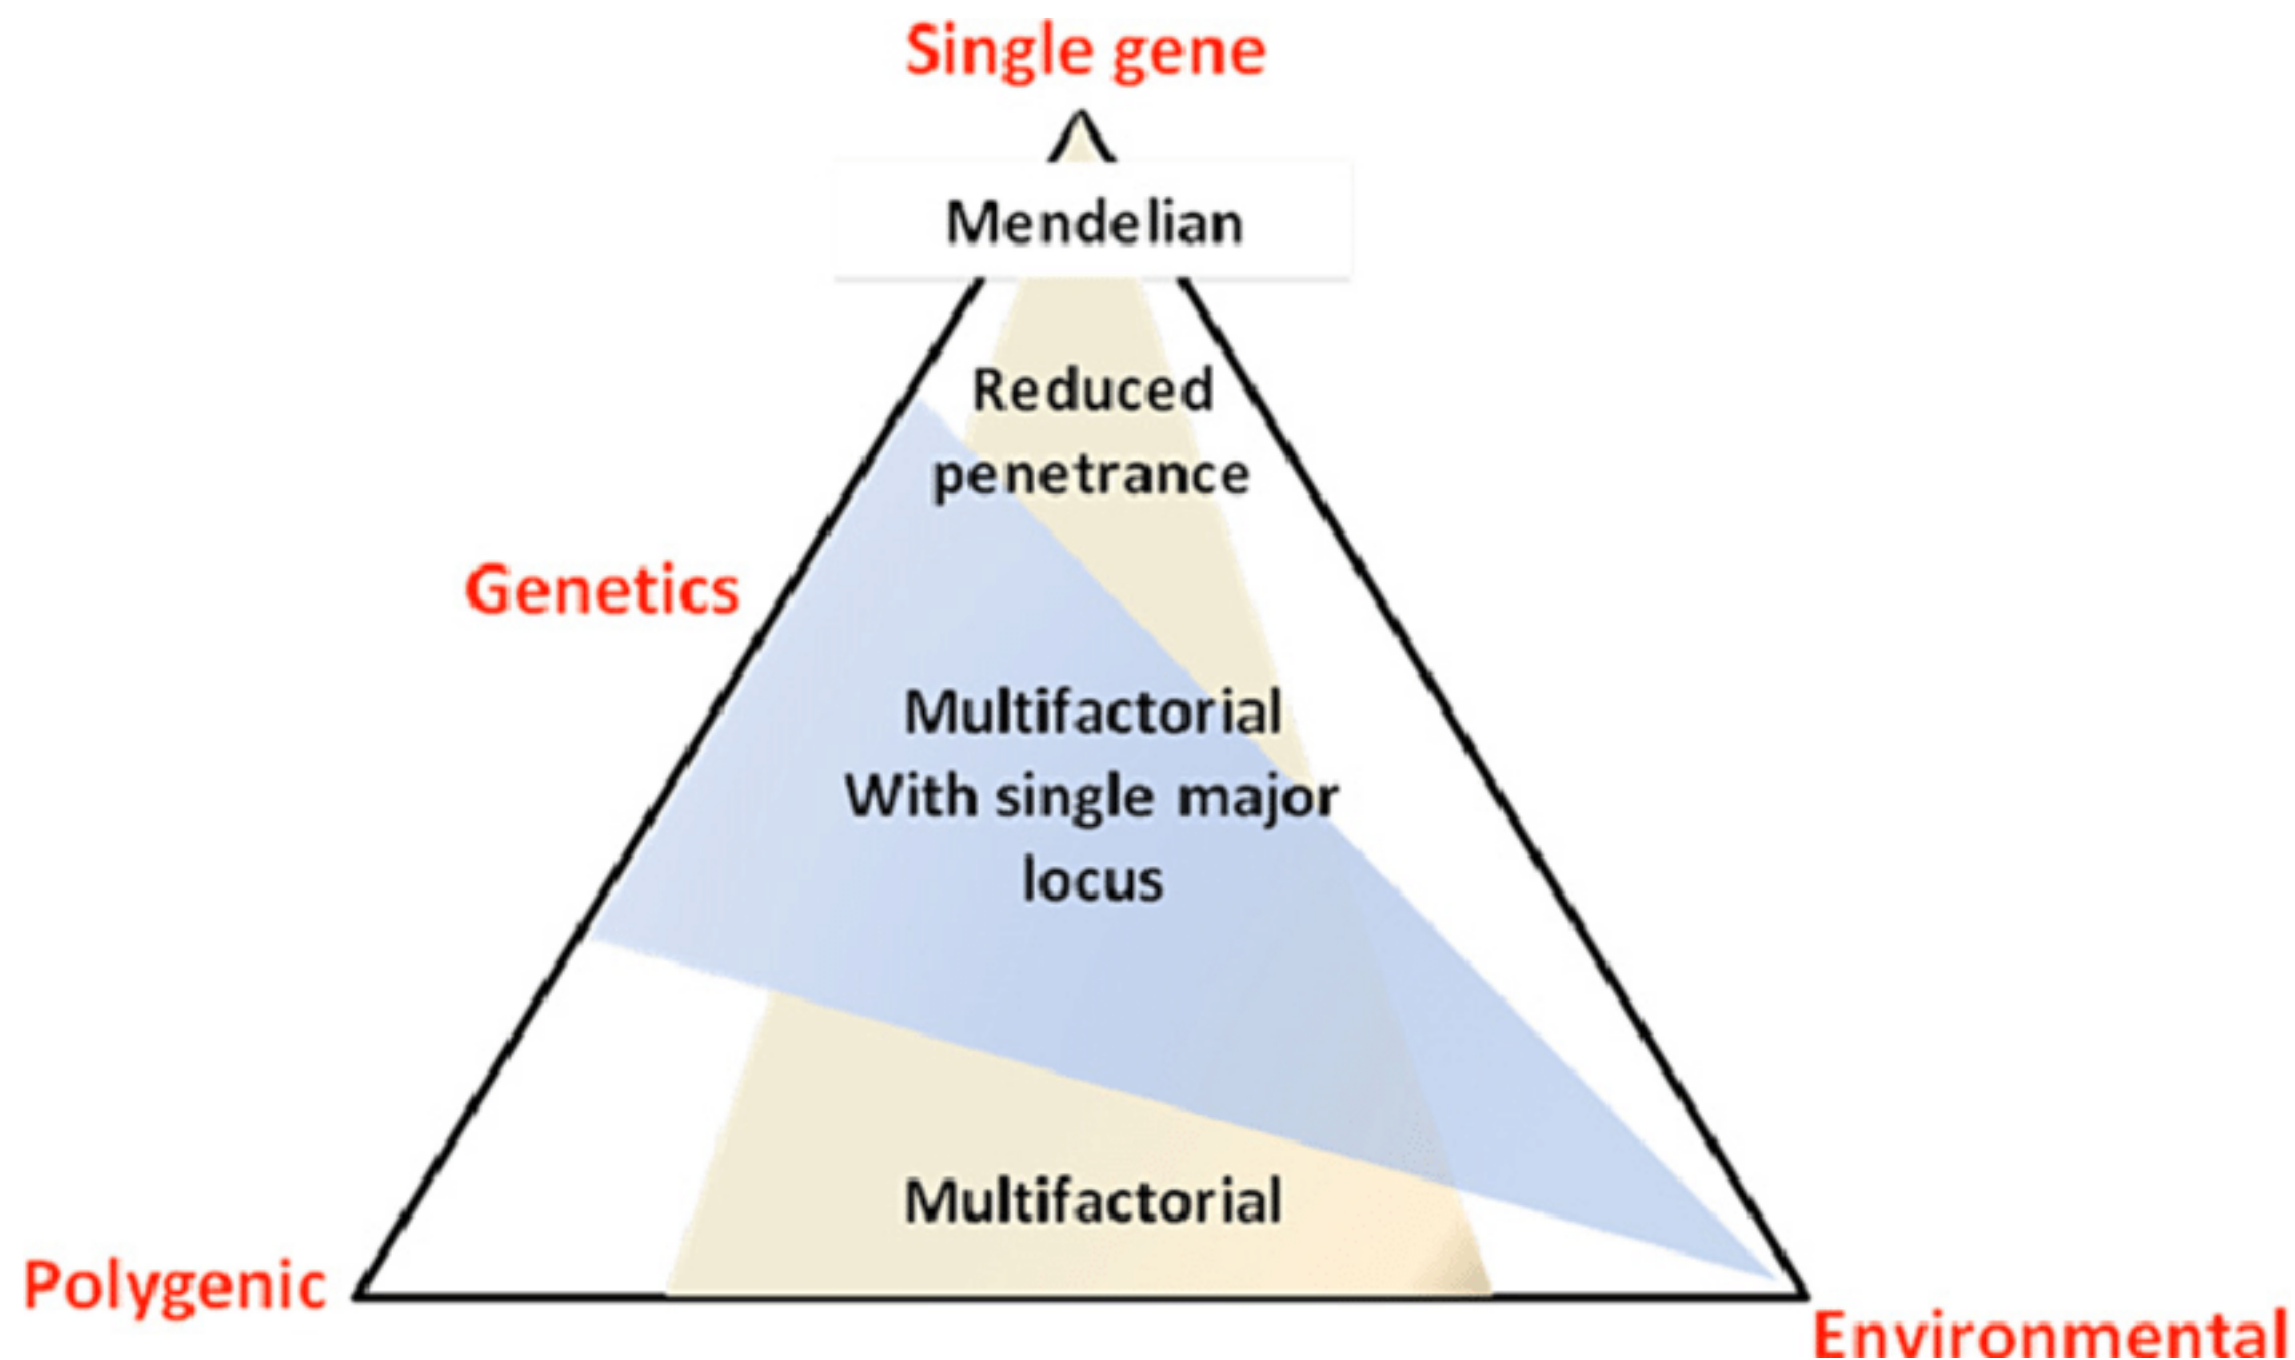 Single gene
Mendelian
Reduced
penetrance
Genetics
Multifactorial
With single major
locus
Multifactorial
Polygenic
Environmental